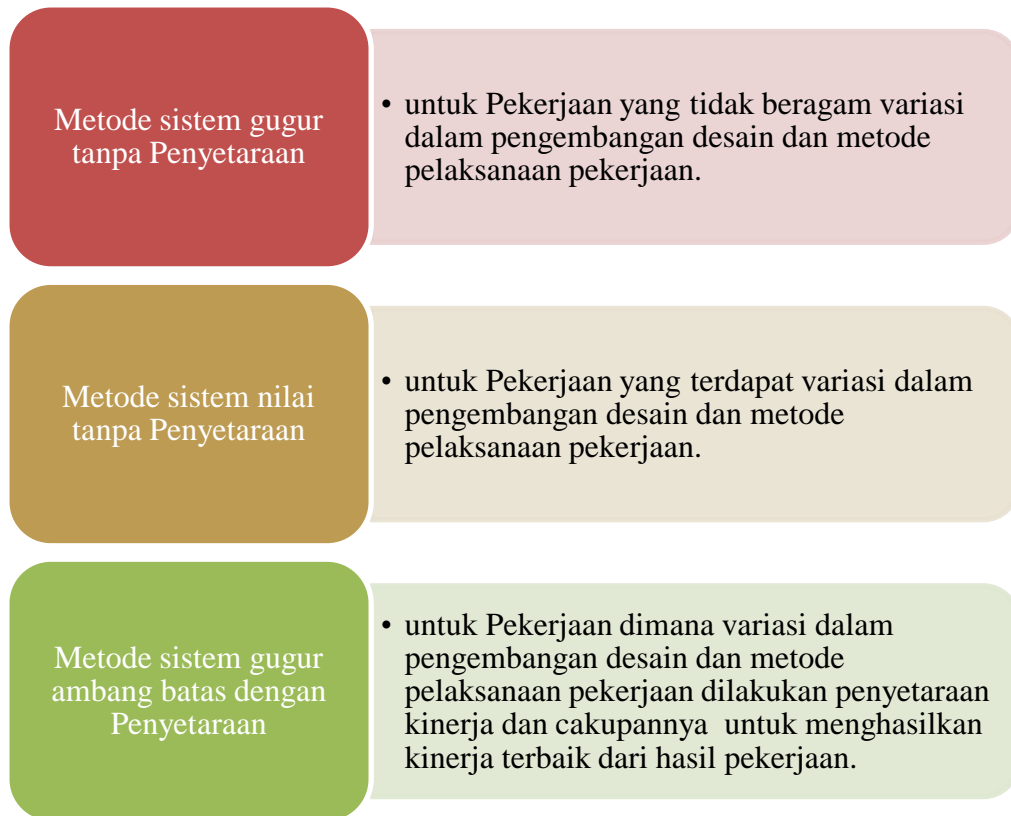 Metode sistem gugur
tanpa Penyetaraan
• untuk Pekerjaan yang tidak beragam variasi
dalam pengembangan desain dan metode
pelaksanaan pekerjaan.
Metode sistem nilai
tanpa Penyetaraan
• untuk Pekerjaan yang terdapat variasi dalam
pengembangan desain dan metode
pelaksanaan pekerjaan.
Metode sistem gugur
ambang batas dengan
Penyetaraan
• untuk Pekerjaan dimana variasi dalam
pengembangan desain dan metode
pelaksanaan pekerjaan dilakukan penyetaraan
kinerja dan cakupannya untuk menghasilkan
kinerja terbaik dari hasil pekerjaan.